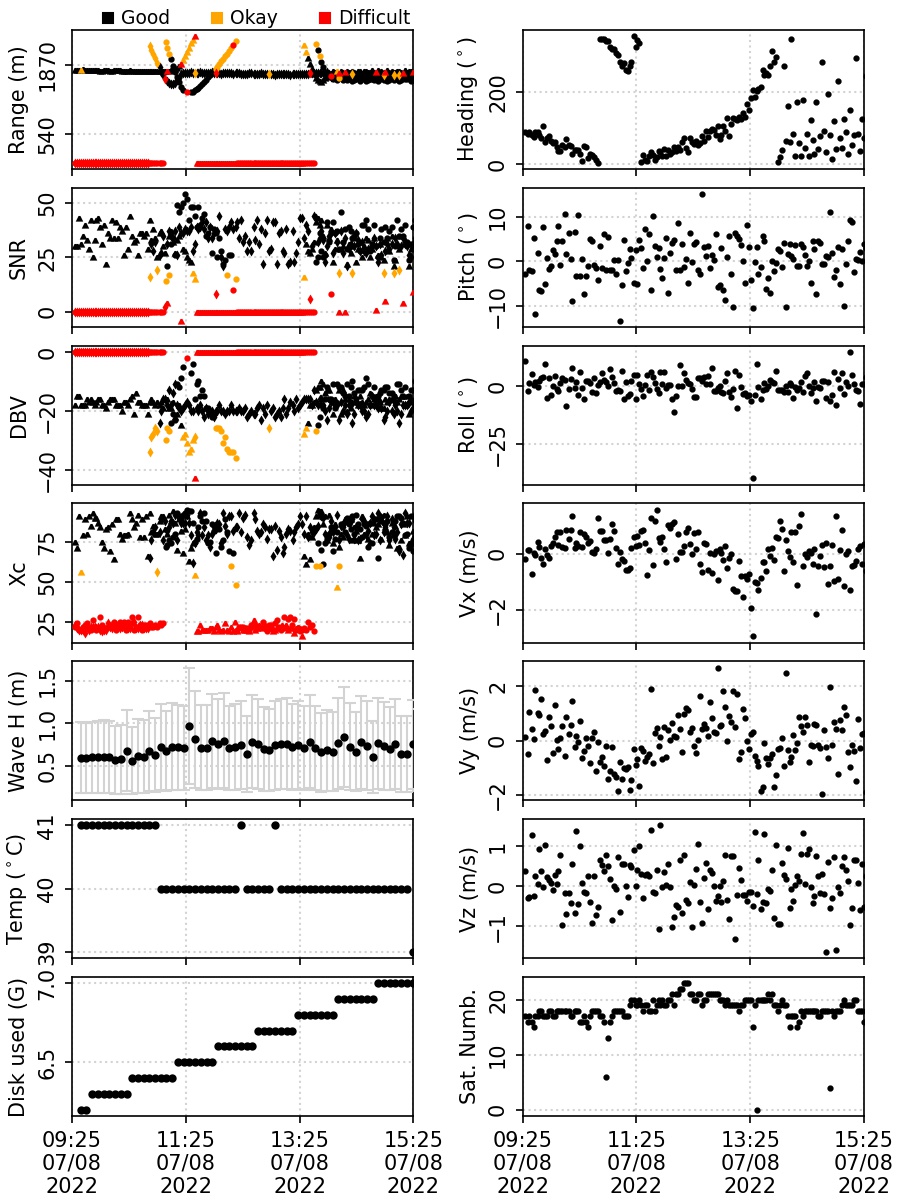 Good Okay Difficult
Range (m)
1870
540
Heading (°)
200
0
SNR
50
25
0
Pitch (°)
10
0
−10
DBV
0
−20
−40
Roll (°)
0
−25
Xc
75
50
25
Vx (m/s)
0
−2
Wave H (m)
1.5
1.0
0.5
Vy (m/s)
2
0
−2
Temp (°C)
41
40
39
Vz (m/s)
1
0
−1
Disk used (G)
7.0
6.5
Sat. Numb.
20
10
0
09:25 11:25 13:25 15:25 09:25 11:25 13:25 15:25
07/08 07/08 07/08 07/08 07/08 07/08 07/08 07/08
2022 2022 2022 2022 2022 2022 2022 2022